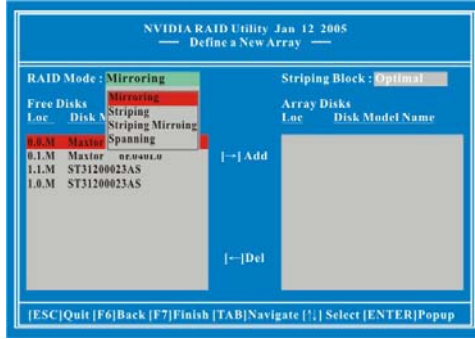 NVIDIA RAID Utility Jan 12 2005
Define a New Array
RAID Mode : Mirroring
Striping Block : Optimal
Mirroring
Striping
Striping Mirroing
Spanning
Free Disks
Loc Disk M
Array Disks
Loc Disk Model Name
0.0.M Maxtor
0.1.M Maxtor
1.1.M ST31200023AS
1.0.M ST31200023AS
[→] Add
[←]Del
[ESC]Quit [F6]Back [F7]Finish [TAB]Navigate [↑↓] Select [ENTER]Popup